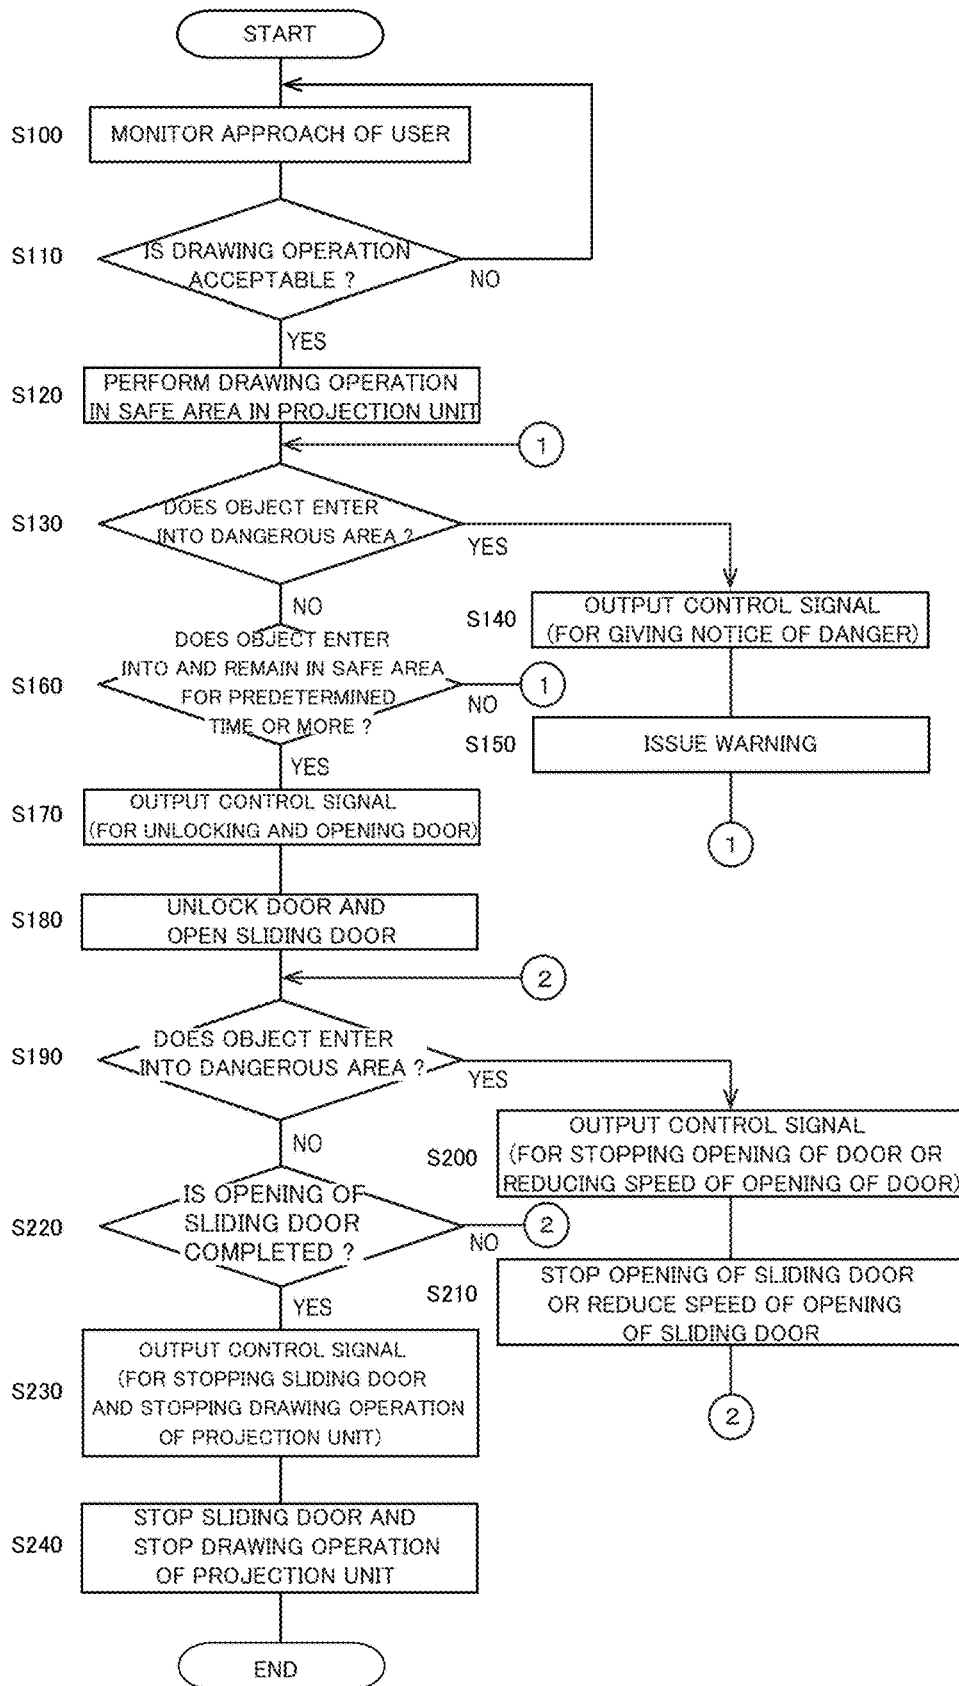 START
S100
MONITOR APPROACH OF USER
S110
IS DRAWING OPERATION
ACCEPTABLE ?
NO
YES
S120
PERFORM DRAWING OPERATION
IN SAFE AREA IN PROJECTION UNIT
1
S130
DOES OBJECT ENTER
INTO DANGEROUS AREA ?
YES
NO
S140
OUTPUT CONTROL SIGNAL
(FOR GIVING NOTICE OF DANGER)
S160
DOES OBJECT ENTER
INTO AND REMAIN IN SAFE AREA
FOR PREDETERMINED
TIME OR MORE ?
NO
1
YES
S150
ISSUE WARNING
1
S170
OUTPUT CONTROL SIGNAL
(FOR UNLOCKING AND OPENING DOOR)
S180
UNLOCK DOOR AND
OPEN SLIDING DOOR
2
S190
DOES OBJECT ENTER
INTO DANGEROUS AREA ?
YES
NO
S200
OUTPUT CONTROL SIGNAL
(FOR STOPPING OPENING OF DOOR OR
REDUCING SPEED OF OPENING OF DOOR)
S220
IS OPENING OF
SLIDING DOOR
COMPLETED ?
NO
2
YES
S210
STOP OPENING OF SLIDING DOOR
OR REDUCE SPEED OF OPENING
OF SLIDING DOOR
2
S230
OUTPUT CONTROL SIGNAL
(FOR STOPPING SLIDING DOOR
AND STOPPING DRAWING OPERATION
OF PROJECTION UNIT)
S240
STOP SLIDING DOOR AND
STOP DRAWING OPERATION
OF PROJECTION UNIT
END